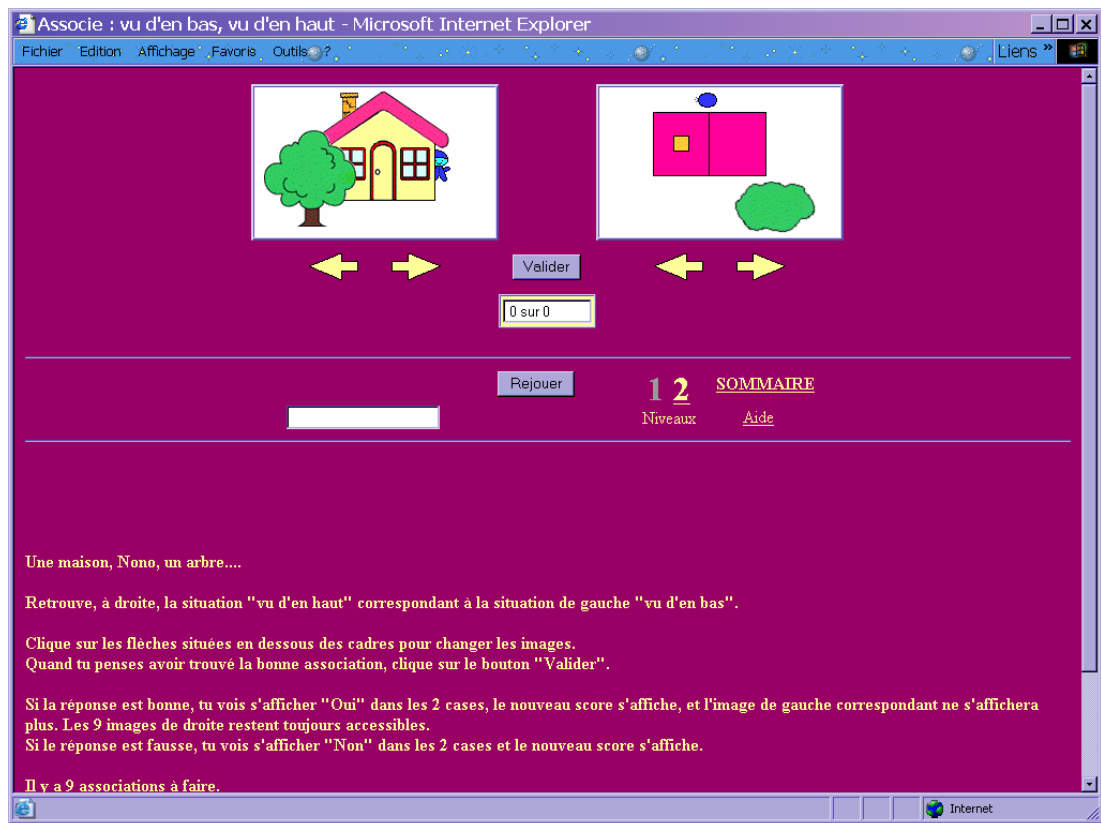 Associe : vu d'en bas, vu d'en haut - Microsoft Internet Explorer
Fichier Edition Affichage Favoris Outils ? Liens »
Valider
0 sur 0
Rejouer
1 2 SOMMAIRE
Niveaux Aide
Une maison, Nono, un arbre....
Retrouve, à droite, la situation "vu d'en haut" correspondant à la situation de gauche "vu d'en bas".
Clique sur les flèches situées en dessous des cadres pour changer les images.
Quand tu penses avoir trouvé la bonne association, clique sur le bouton "Valider".
Si la réponse est bonne, tu vois s'afficher "Oui" dans les 2 cases, le nouveau score s'affiche, et l'image de gauche correspondant ne s'affichera
plus. Les 9 images de droite restent toujours accessibles.
Si le réponse est fausse, tu vois s'afficher "Non" dans les 2 cases et le nouveau score s'affiche.
Il y a 9 associations à faire.
Internet